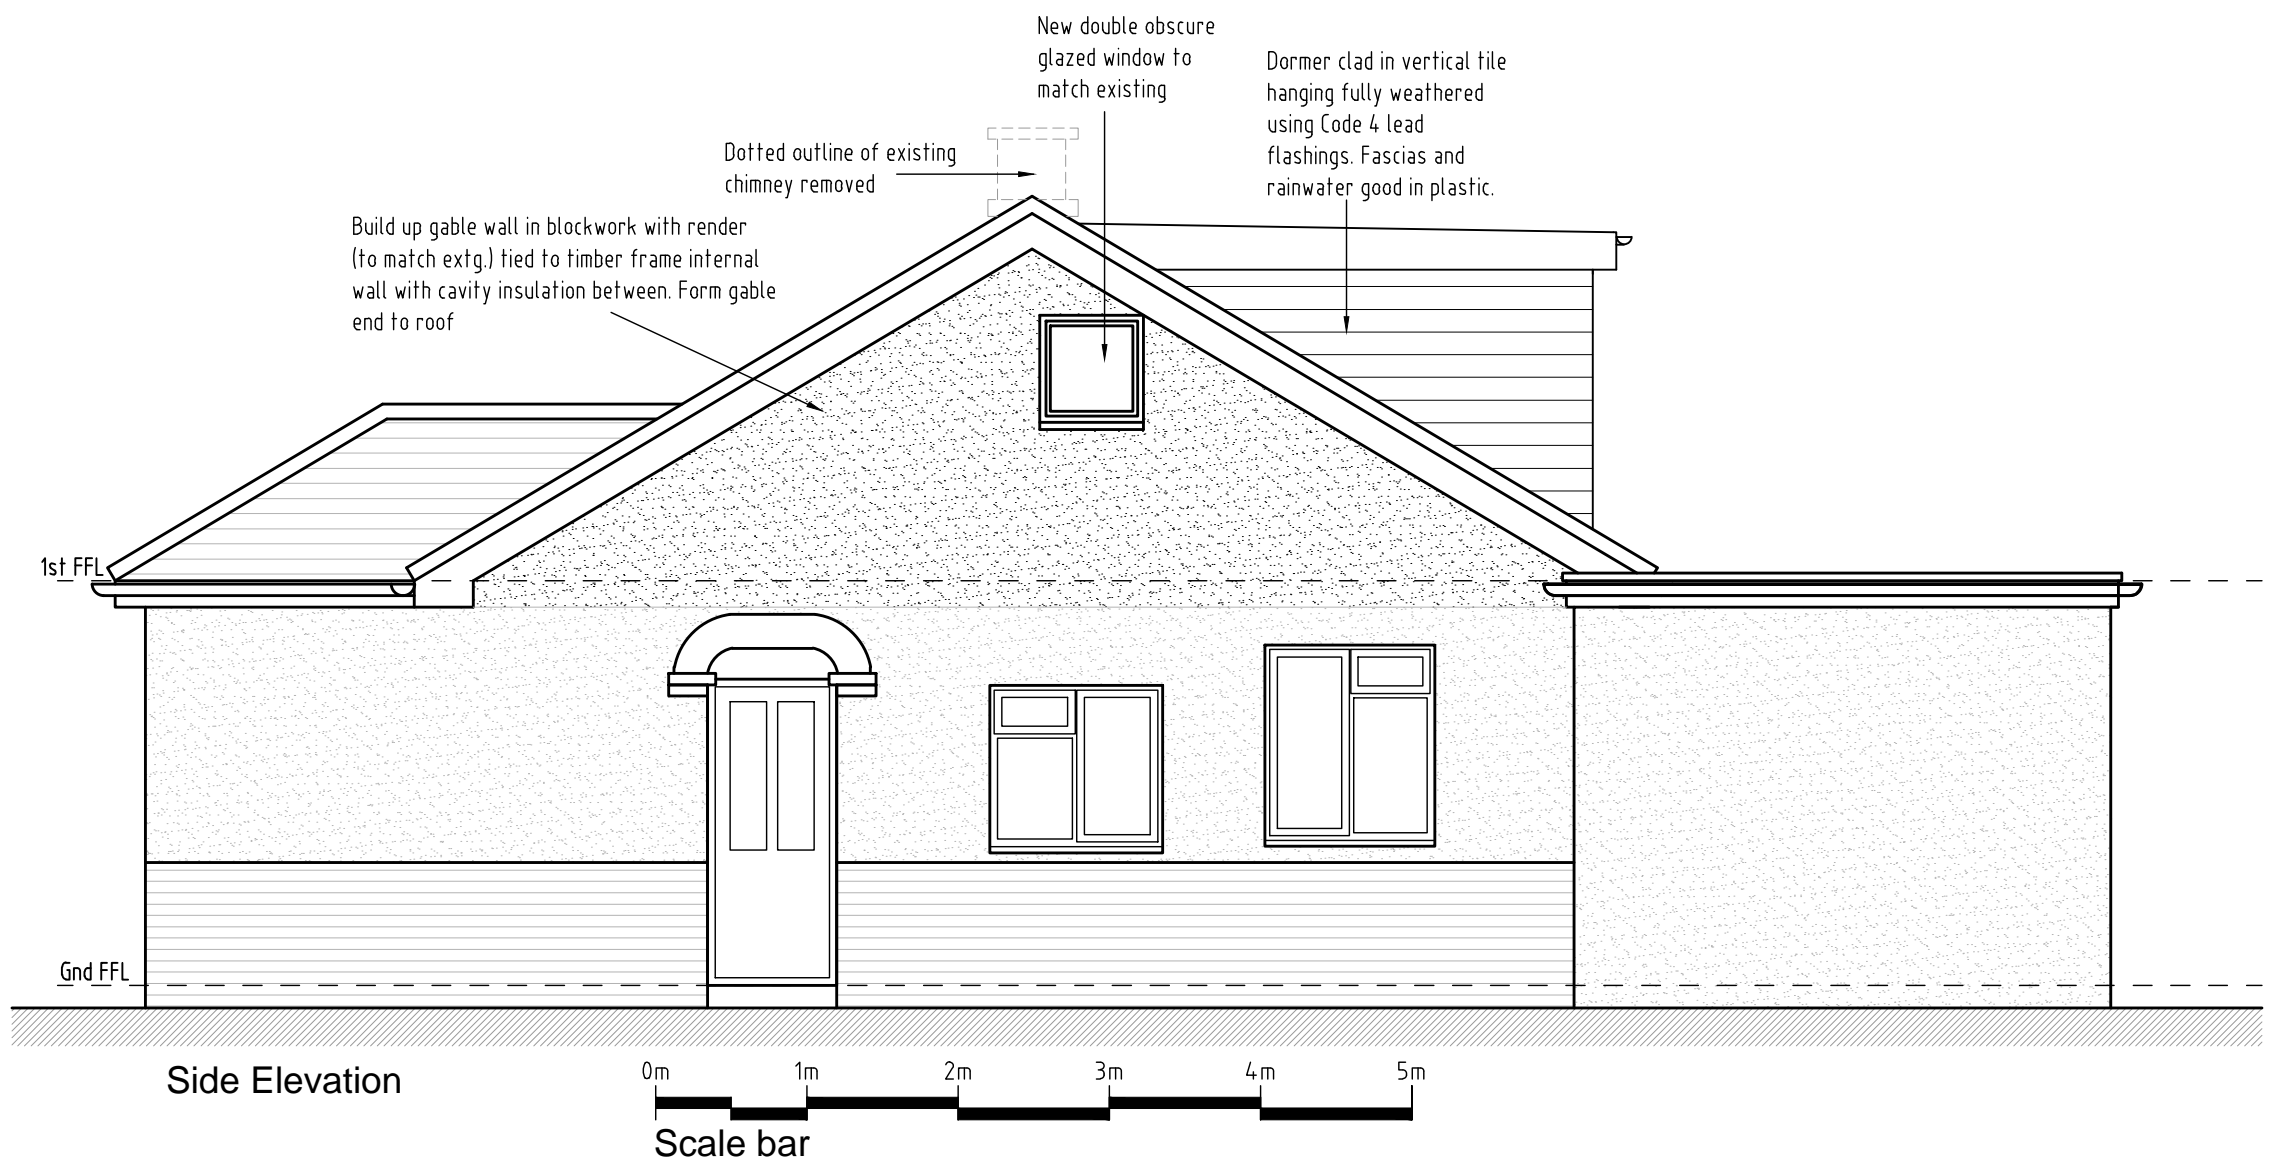 New double obscure
glazed window to
match existing
Dormer clad in vertical tile
hanging fully weathered
using Code 4 lead
flashings. Fascias and
rainwater good in plastic.
Dotted outline of existing
chimney removed
Build up gable wall in blockwork with render
(to match extg.) tied to timber frame internal
wall with cavity insulation between. Form gable
end to roof
1st FFL
Gnd FFL
Side Elevation
0m 1m 2m 3m 4m 5m
Scale bar